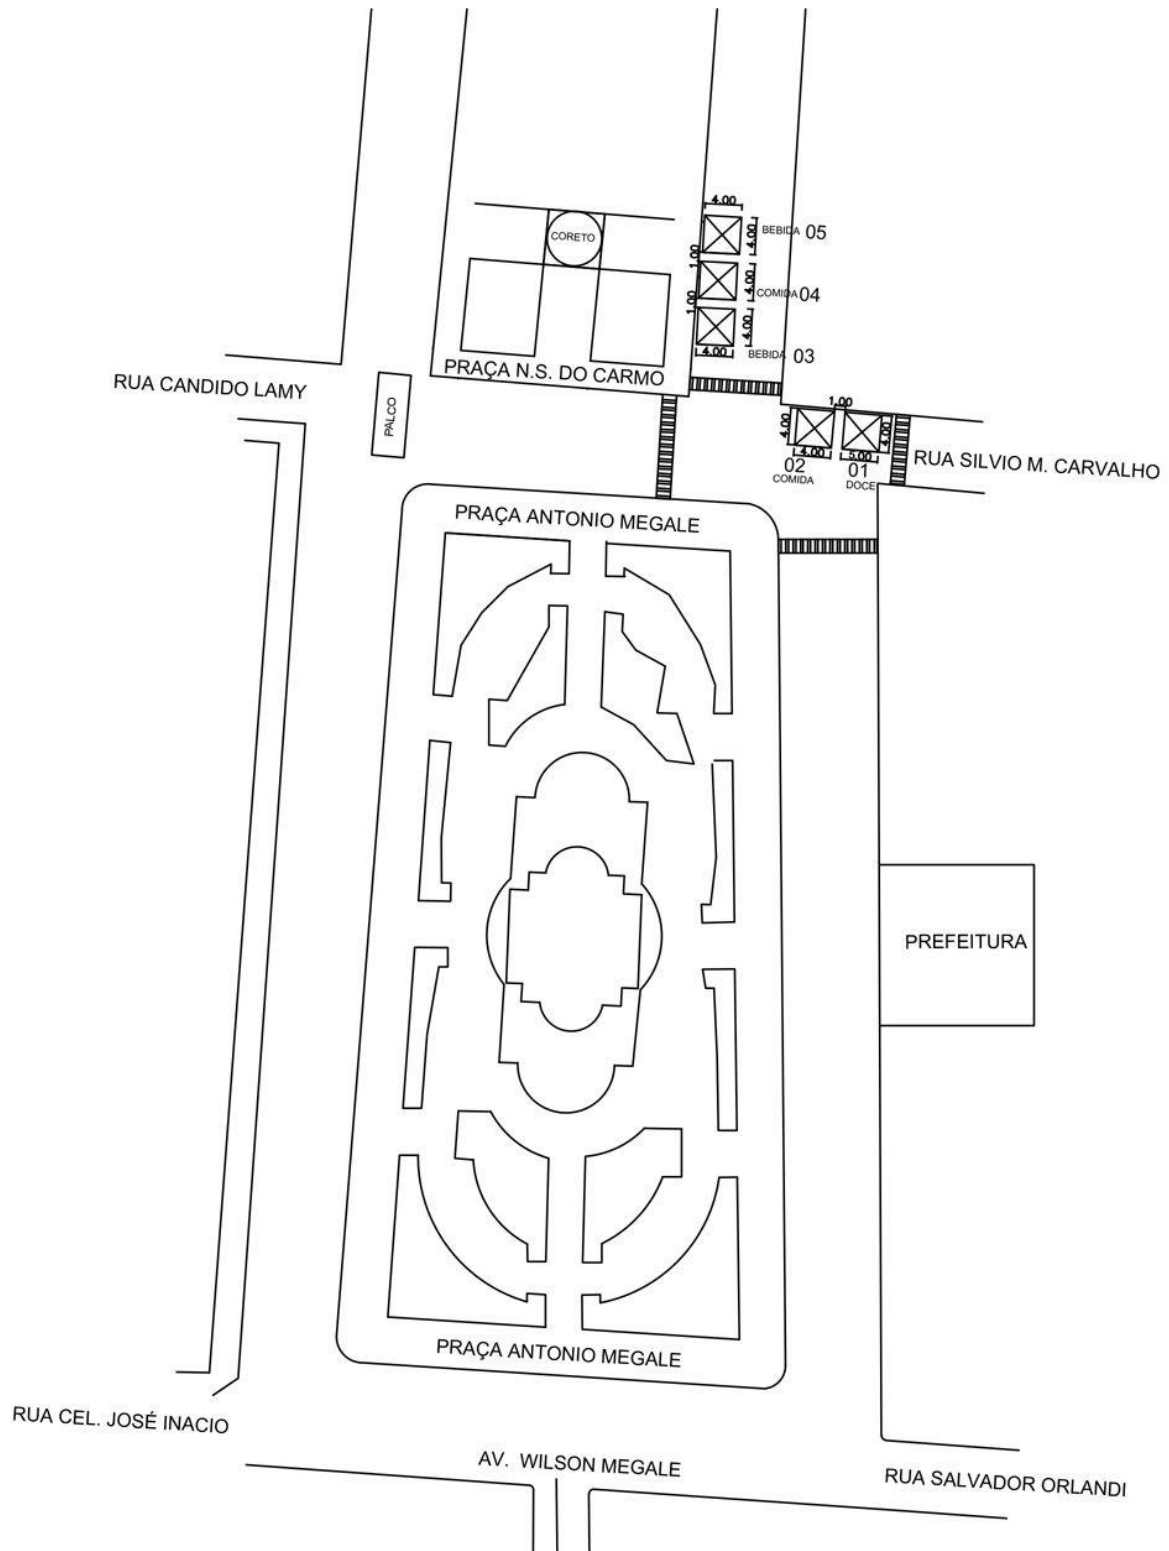 4.00
4.00
BEBIDA 05
CORETO
1.00
4.00
COMIDA 04
1.00
4.00
4.00
BEBIDA 03
PRAÇA N.S. DO CARMO
RUA CANDIDO LAMY
PALCO
1.00
4.00
4.00
4.00
5.00
02
COMIDA
01
DOCE
RUA SILVIO M. CARVALHO
PRAÇA ANTONIO MEGALE
PREFEITURA
PRAÇA ANTONIO MEGALE
RUA CEL. JOSÉ INACIO
AV. WILSON MEGALE
RUA SALVADOR ORLANDI